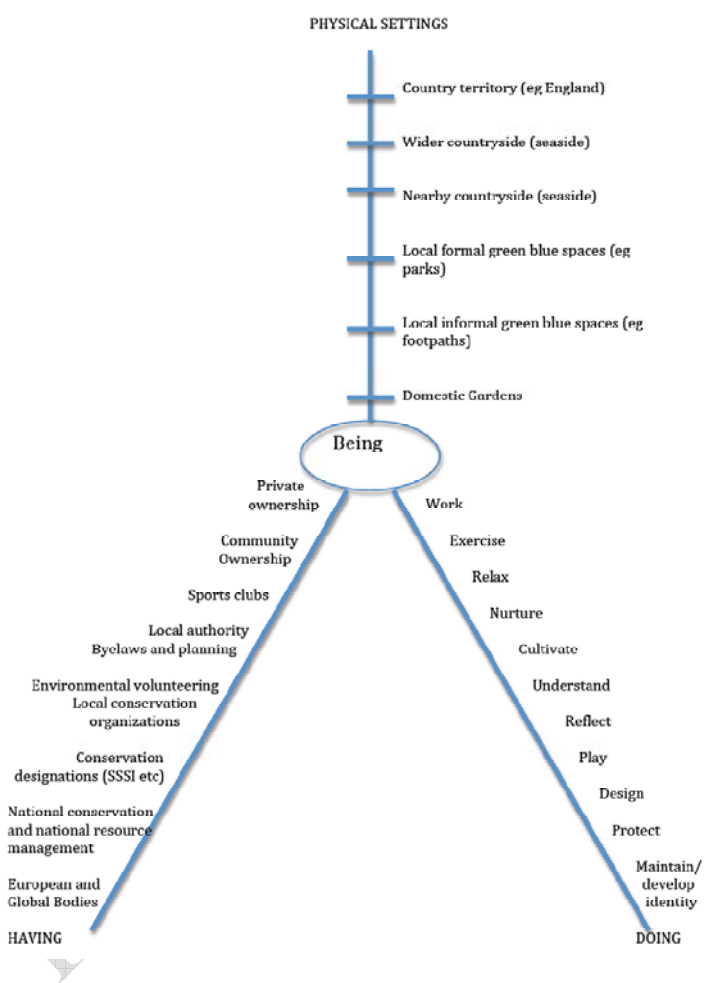 PHYSICAL SETTINGS
Country territory (eg England)
Wider countryside (seaside)
Nearby countryside (seaside)
Local formal green blue spaces (eg
parks)
Local informal green blue spaces (eg
footpaths)
Domestic Gardens
Being
Private
ownership
Community
Ownership
Sports clubs
Local authority
Byelaws and planning
Environmental volunteering
Local conservation
organizations
Conservation
designations (SSSI etc)
National conservation
and national resource
management
European and
Global Bodies
HAVING
Work
Exercise
Relax
Nurture
Cultivate
Understand
Reflect
Play
Design
Protect
Maintain/
develop
identity
DOING